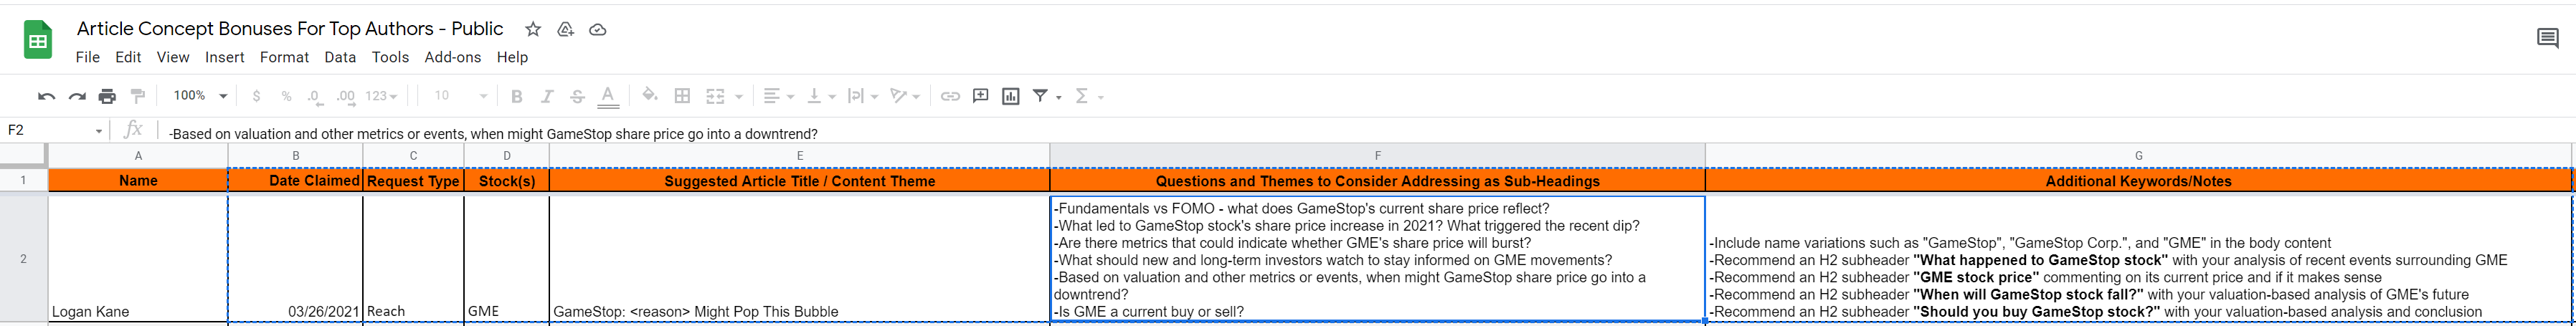 Article Concept Bonuses For Top Authors - Public
File Edit View Insert Format Data Tools Add-ons Help
100% $ % .0 .00 123 10 B I S A Σ
F2 fx -Based on valuation and other metrics or events, when might GameStop share price go into a downtrend?
A B C D E F G
1 Name Date Claimed Request Type Stock(s) Suggested Article Title / Content Theme Questions and Themes to Consider Addressing as Sub-Headings Additional Keywords/Notes
2 Logan Kane 03/26/2021 Reach GME GameStop: <reason> Might Pop This Bubble
-Fundamentals vs FOMO - what does GameStop's current share price reflect?
-What led to GameStop stock's share price increase in 2021? What triggered the recent dip?
-Are there metrics that could indicate whether GME's share price will burst?
-What should new and long-term investors watch to stay informed on GME movements?
-Based on valuation and other metrics or events, when might GameStop share price go into a
downtrend?
-Is GME a current buy or sell?
-Include name variations such as "GameStop", "GameStop Corp.", and "GME" in the body content
-Recommend an H2 subheader "What happened to GameStop stock" with your analysis of recent events surrounding GME
-Recommend an H2 subheader "GME stock price" commenting on its current price and if it makes sense
-Recommend an H2 subheader "When will GameStop stock fall?" with your valuation-based analysis of GME's future
-Recommend an H2 subheader "Should you buy GameStop stock?" with your valuation-based analysis and conclusion